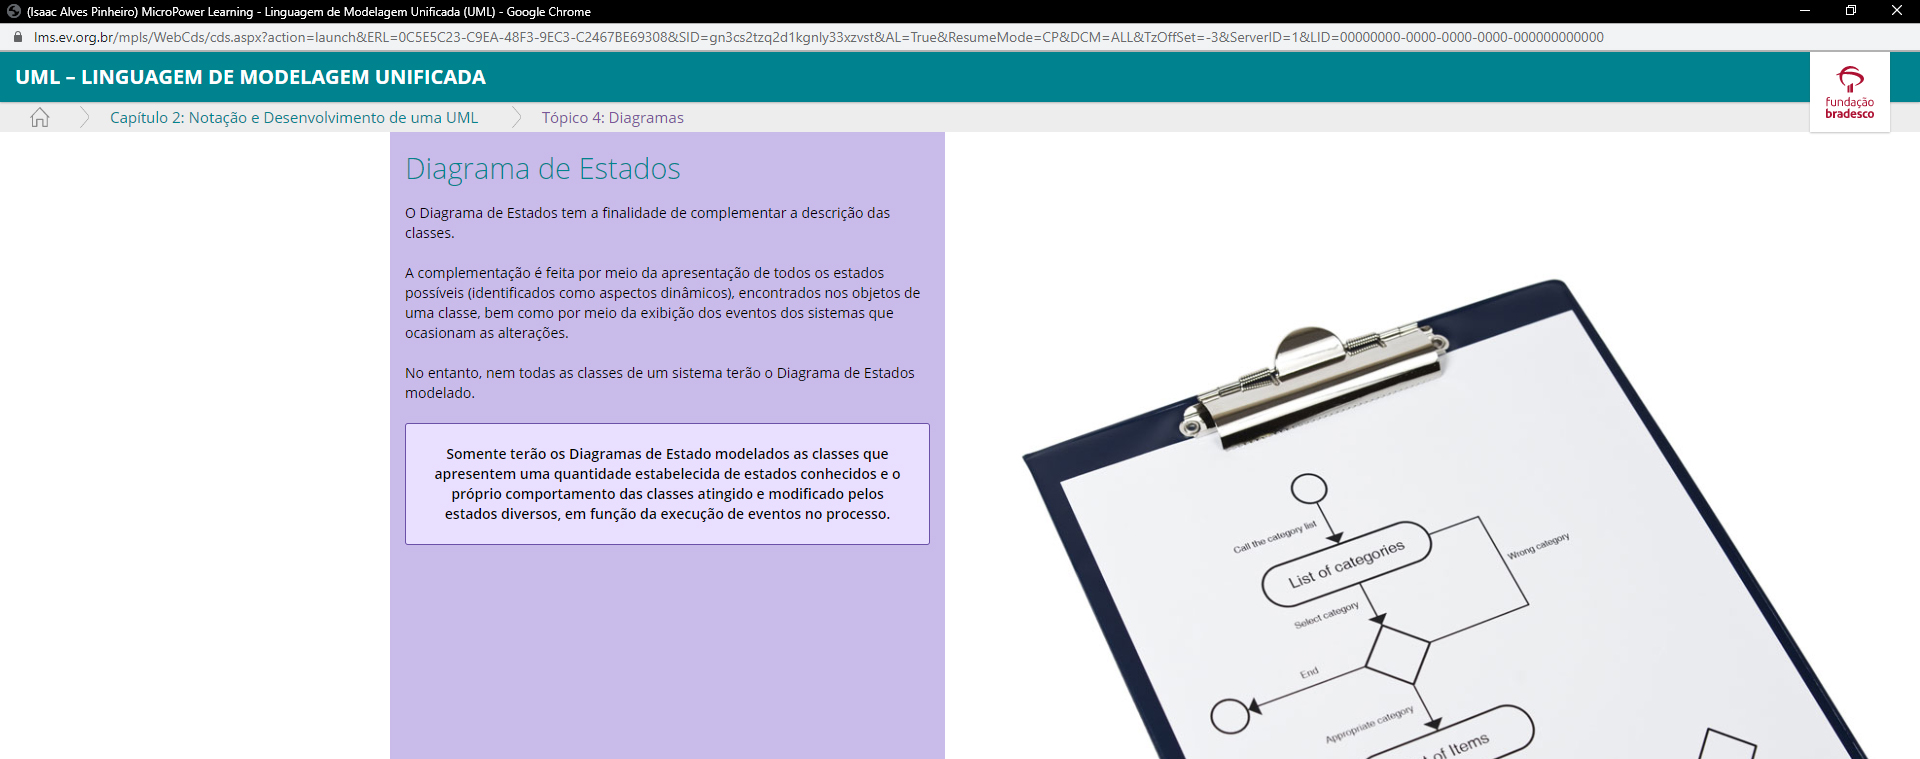 (Isaac Alves Pinheiro) MicroPower Learning - Linguagem de Modelagem Unificada (UML) - Google Chrome
lms.ev.org.br/mpls/WebCds/cds.aspx?action=launch&ERL=0C5E5C23-C9EA-48F3-9EC3-C2467BE69308&SID=gn3cs2tzq2d1kgnly33xzvst&AL=True&ResumeMode=CP&DCM=ALL&TzOffSet=-3&ServerID=1&LID=00000000-0000-0000-0000-000000000000
UML – LINGUAGEM DE MODELAGEM UNIFICADA
fundação
bradesco
Capítulo 2: Notação e Desenvolvimento de uma UML
Tópico 4: Diagramas
Diagrama de Estados
O Diagrama de Estados tem a finalidade de complementar a descrição das
classes.
A complementação é feita por meio da apresentação de todos os estados
possíveis (identificados como aspectos dinâmicos), encontrados nos objetos de
uma classe, bem como por meio da exibição dos eventos dos sistemas que
ocasionam as alterações.
No entanto, nem todas as classes de um sistema terão o Diagrama de Estados
modelado.
Somente terão os Diagramas de Estado modelados as classes que
apresentem uma quantidade estabelecida de estados conhecidos e o
próprio comportamento das classes atingido e modificado pelos
estados diversos, em função da execução de eventos no processo.
Call the category list
List of categories
Wrong category
Select category
End
Appropriate category
of Items